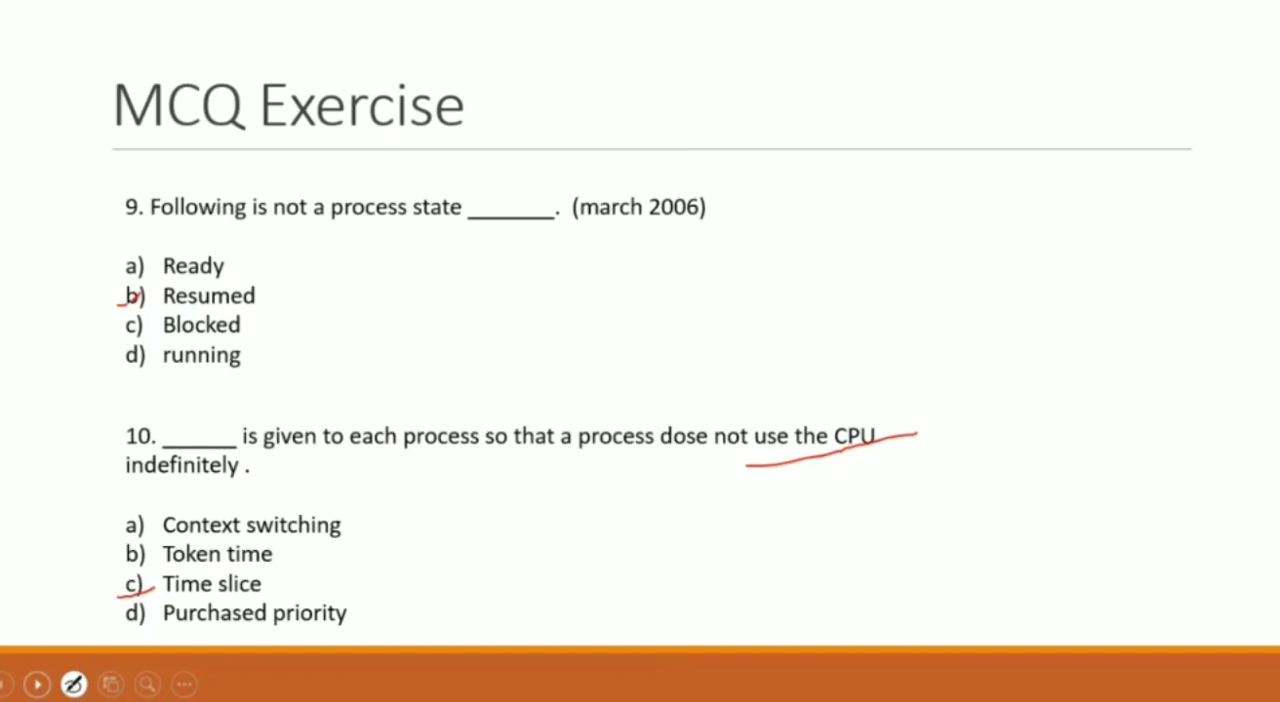 MCQ Exercise
9. Following is not a process state _______. (march 2006)
a) Ready
b) Resumed
c) Blocked
d) running
10. ______ is given to each process so that a process dose not use the CPU
indefinitely .
a) Context switching
b) Token time
c) Time slice
d) Purchased priority